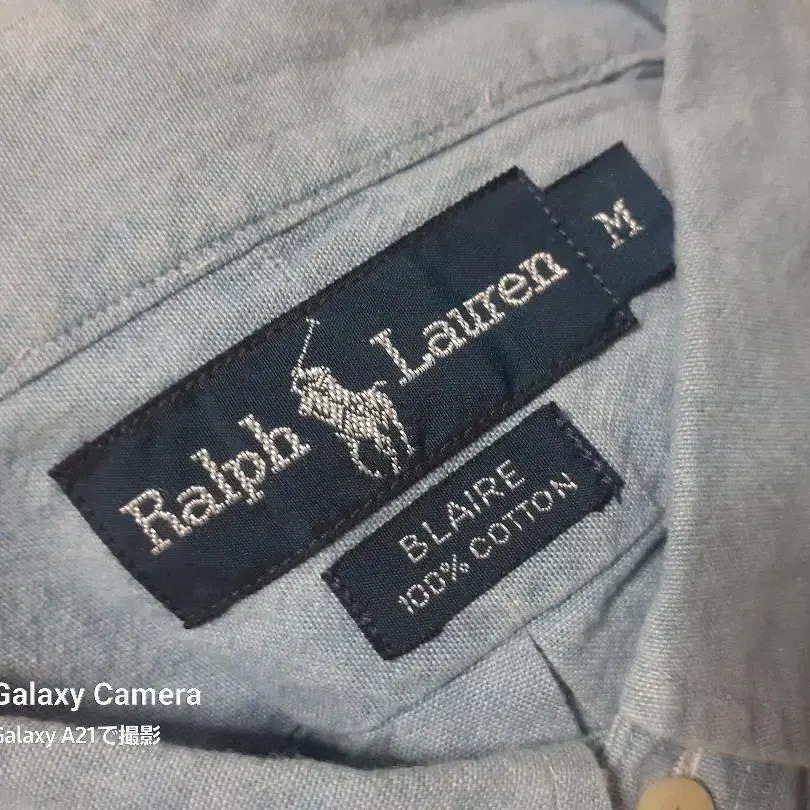 Ralph Lauren
M
BLAIRE
100% COTTON
Galaxy Camera
Galaxy A21で撮影